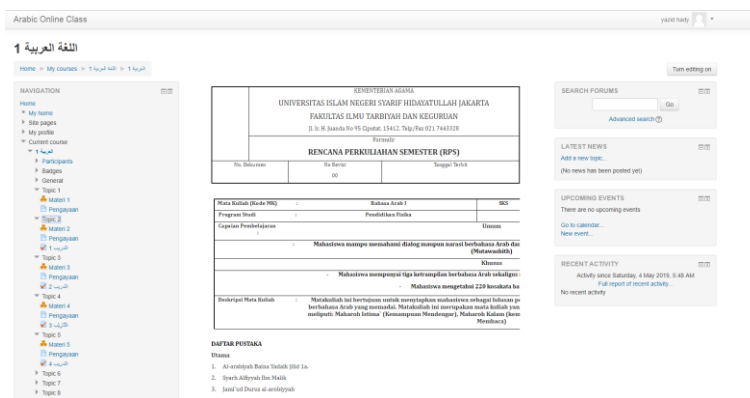 Arabic Online Class
yazid hady
اللغة العربية 1
Home
My courses
اللغة العربية 1
العربية 1
Turn editing on
NAVIGATION
Home
My home
Site pages
My profile
Current course
العربية 1
Participants
Badges
General
Topic 1
Materi 1
Pengayaan
Topic 2
Materi 2
Pengayaan
التدريب 1
Topic 3
Materi 3
Pengayaan
التدريب 2
Topic 4
Materi 4
Pengayaan
التدريب 3
Topic 5
Materi 5
Pengayaan
التدريب 4
Topic 6
Topic 7
Topic 8
KEMENTERIAN AGAMA
UNIVERSITAS ISLAM NEGERI SYARIF HIDAYATULLAH JAKARTA
FAKULTAS ILMU TARBIYAH DAN KEGURUAN
Jl. Ir. H. Juanda No 95 Ciputat, 15412. Telp/Fax 021 7443328
Formulir
RENCANA PERKULIAHAN SEMESTER (RPS)
No. Dokumen
No Revisi
Tanggal Terbit
00
Mata Kuliah (Kode MK) : Bahasa Arab I SKS
Program Studi : Pendidikan Fisika
Capaian Pembelajaran : Umum
: Mahasiswa mampu memahami dialog maupun narasi berbahasa Arab dan
(Mutawashith)
Khusus
- Mahasiswa mempunyai tiga ketrampilan berbahasa Arab sekaligus
- Mahasiswa mengetahui 220 kosakata ba
Deskripsi Mata Kuliah : Matakuliah ini bertujuan untuk menyiapkan mahasiswa sebagai lulusan
berbahasa Arab yang memadai. Matakuliah ini merupakan mata kuliah yan
meliputi: Maharoh Istima' (Kemampuan Mendengar), Maharoh Kalam (kem
Membaca)
DAFTAR PUSTAKA
Utama
1. Al-arabiyah Baina Yadaik Jilid 1a.
2. Syarh Alfiyyah Ibn Malik
3. Jami'ud Durus al-arobiyyah
SEARCH FORUMS
Go
Advanced search
LATEST NEWS
Add a new topic...
(No news has been posted yet)
UPCOMING EVENTS
There are no upcoming events
Go to calendar...
New event...
RECENT ACTIVITY
Activity since Saturday, 4 May 2019, 5:48 AM
Full report of recent activity...
No recent activity